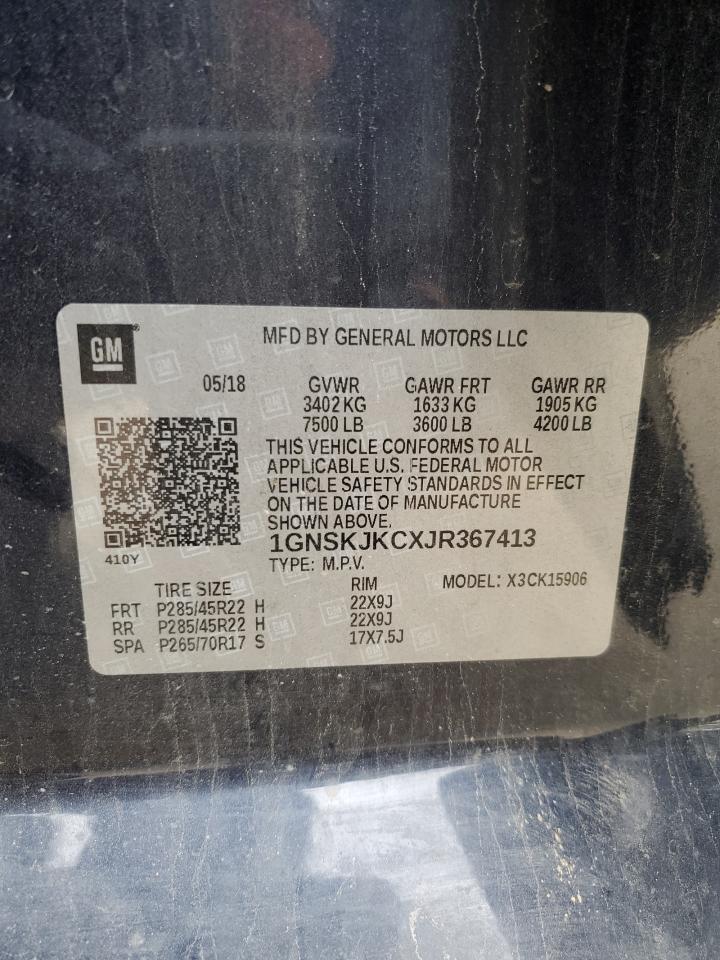 GM
MFD BY GENERAL MOTORS LLC
05/18
GVWR GAWR FRT GAWR RR
3402 KG 1633 KG 1905 KG
7500 LB 3600 LB 4200 LB
THIS VEHICLE CONFORMS TO ALL
APPLICABLE U.S. FEDERAL MOTOR
VEHICLE SAFETY STANDARDS IN EFFECT
ON THE DATE OF MANUFACTURE
SHOWN ABOVE.
1GNSKJKCXJR367413
410Y
TYPE: M.P.V.
MODEL: X3CK15906
TIRE SIZE RIM
FRT P285/45R22 H 22X9J
RR P285/45R22 H 22X9J
SPA P265/70R17 S 17X7.5J